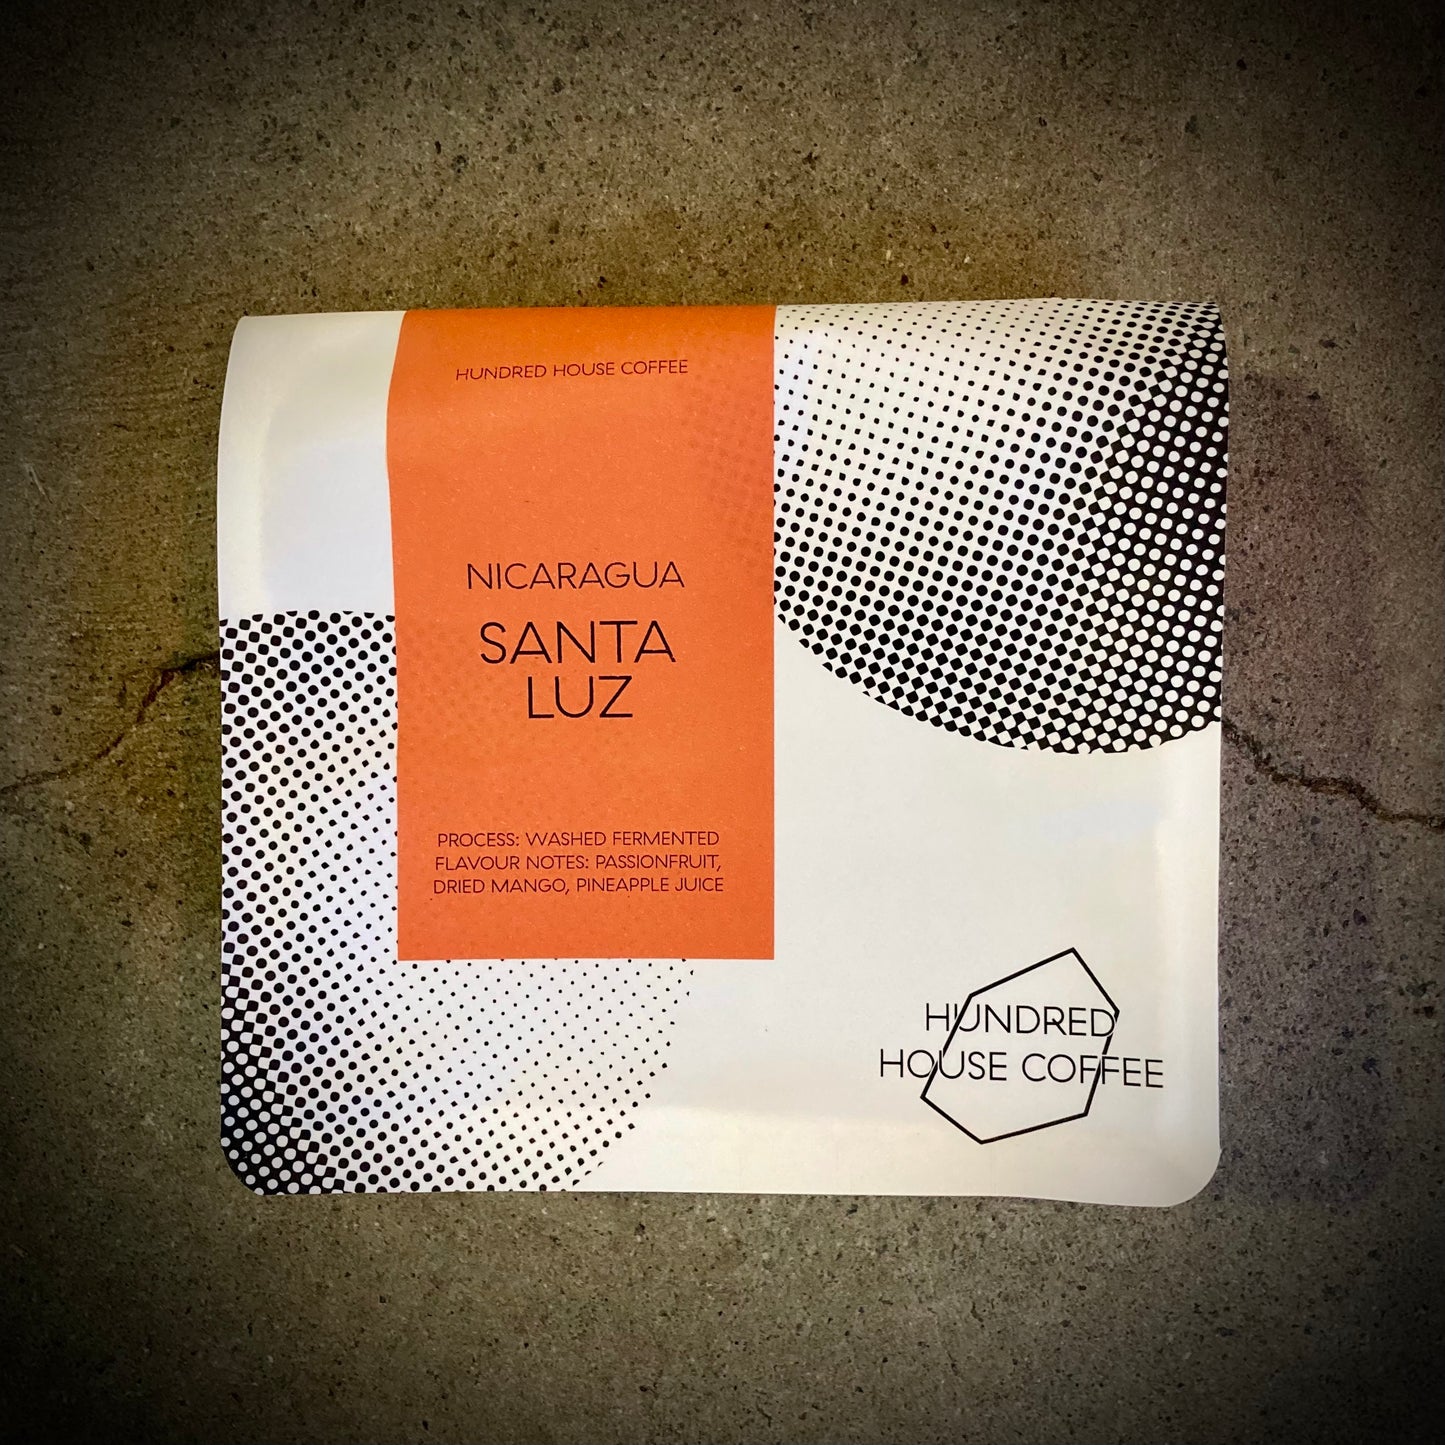 HUNDRED HOUSE COFFEE
NICARAGUA
SANTA
LUZ
PROCESS: WASHED FERMENTED
FLAVOUR NOTES: PASSIONFRUIT,
DRIED MANGO, PINEAPPLE JUICE
HUNDRED
HOUSE COFFEE